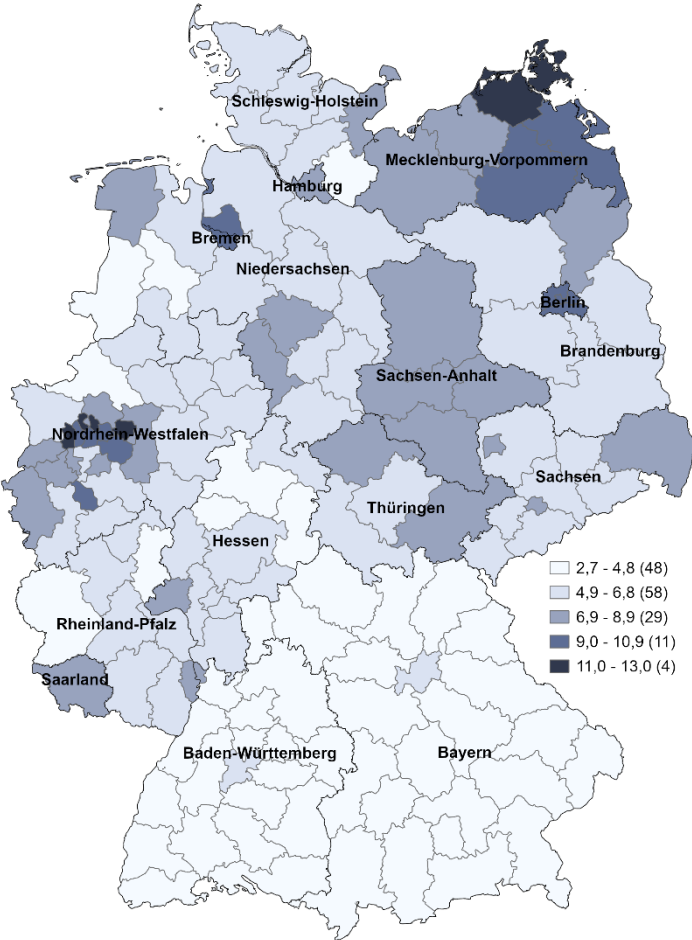 Schleswig-Holstein
Mecklenburg-Vorpommern
Hamburg
Bremen
Niedersachsen
Berlin
Brandenburg
Sachsen-Anhalt
Nordrhein-Westfalen
Sachsen
Thüringen
Hessen
2,7 - 4,8 (48)
4,9 - 6,8 (58)
6,9 - 8,9 (29)
9,0 - 10,9 (11)
11,0 - 13,0 (4)
Rheinland-Pfalz
Saarland
Baden-Württemberg
Bayern